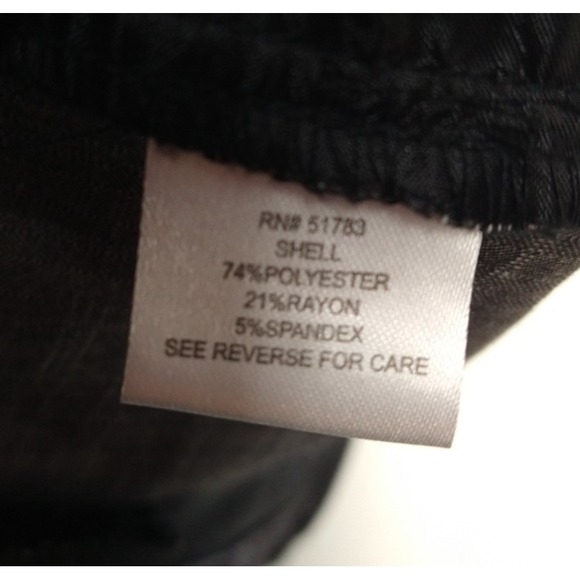 RN# 51783
SHELL
74%POLYESTER
21%RAYON
5%SPANDEX
SEE REVERSE FOR CARE